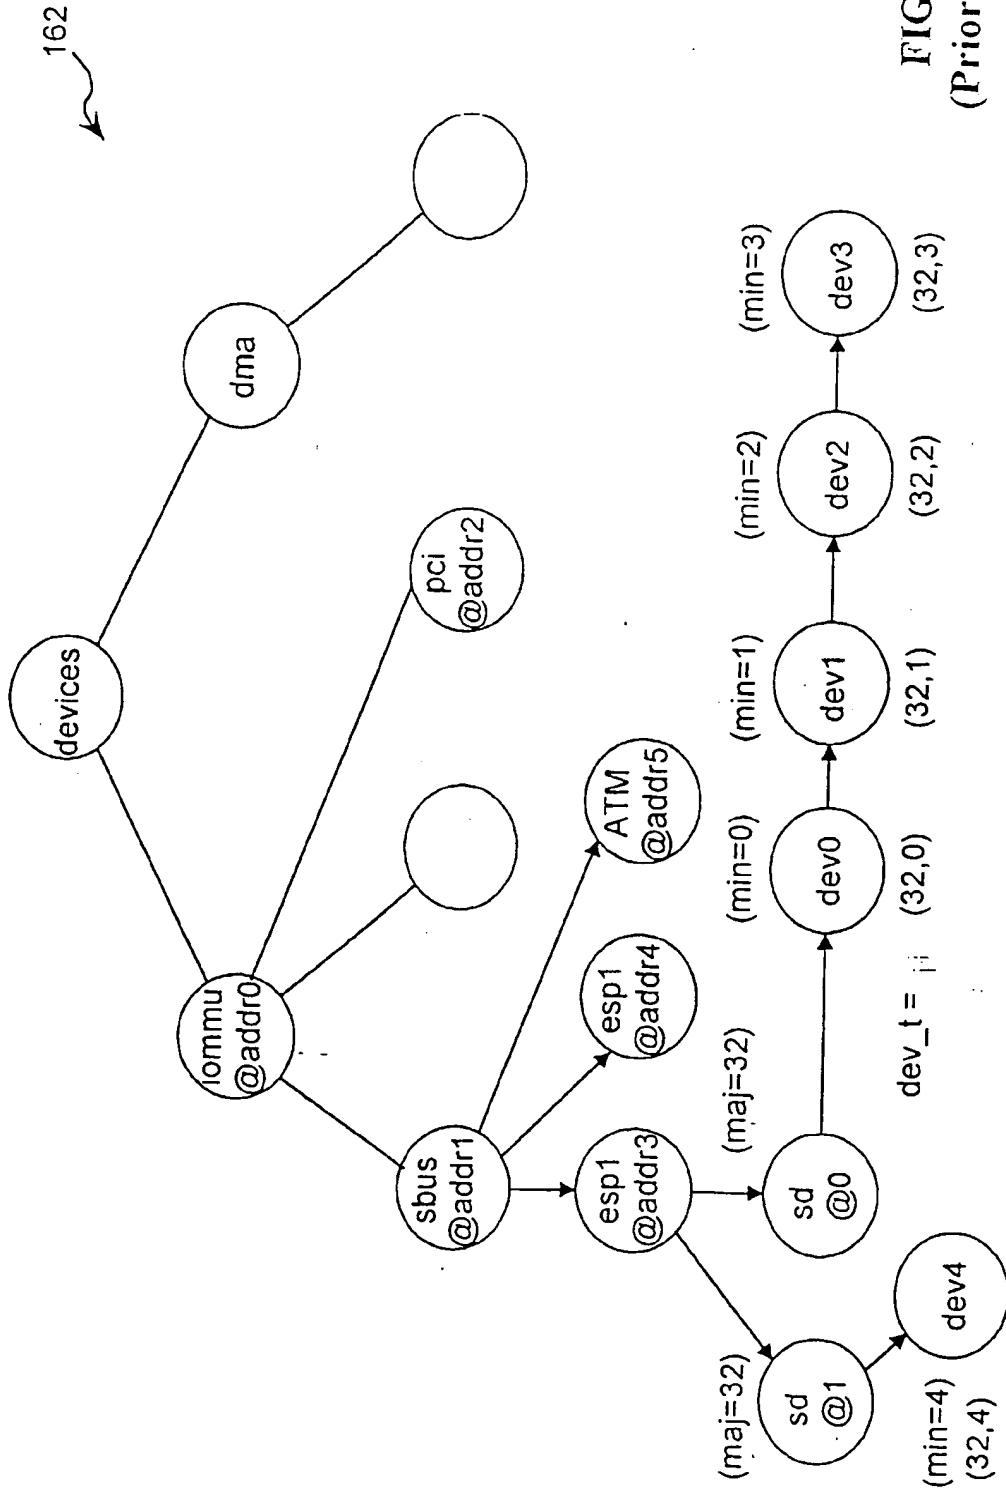 162
devices
dma
iommu
@addr0
pci
@addr2
sbus
@addr1
esp1
@addr3
esp1
@addr4
ATM
@addr5
(maj=32)
sd
@1
(maj=32)
sd
@0
(min=0)
dev0
(32,0)
(min=1)
dev1
(32,1)
(min=2)
dev2
(32,2)
(min=3)
dev3
(32,3)
dev4
(min=4)
(32,4)
dev_t =
FIG
(Prior